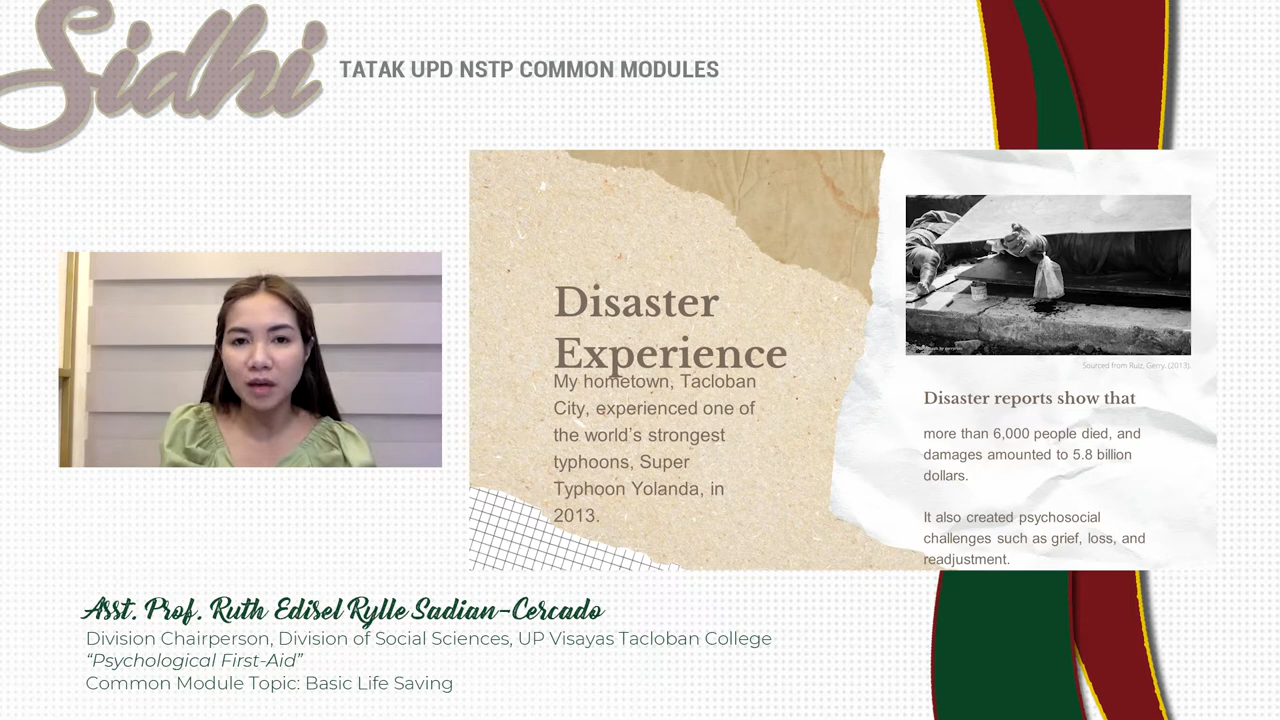 Sidhi
TATAK UPD NSTP COMMON MODULES
Disaster
Experience
My hometown, Tacloban
City, experienced one of
the world’s strongest
typhoons, Super
Typhoon Yolanda, in
2013.
Sourced from Ruiz, Gerry. (2013).
Disaster reports show that
more than 6,000 people died, and
damages amounted to 5.8 billion
dollars.
It also created psychosocial
challenges such as grief, loss, and
readjustment.
Asst. Prof. Ruth Edisel Rylle Sadian-Cercado
Division Chairperson, Division of Social Sciences, UP Visayas Tacloban College
“Psychological First-Aid”
Common Module Topic: Basic Life Saving